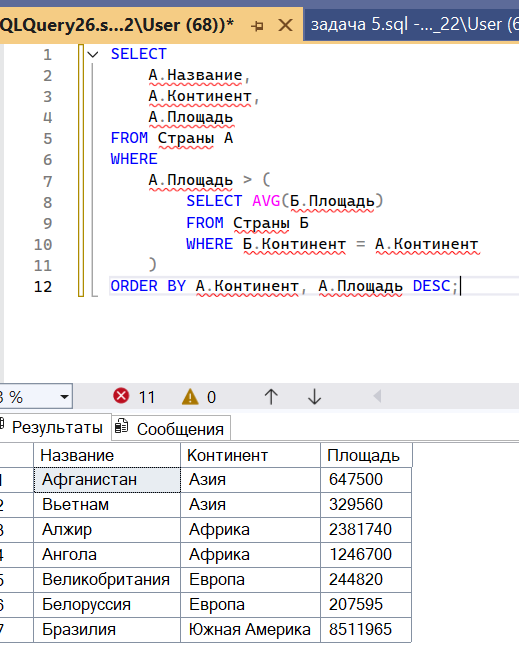 QLQuery26.s...2\User (68))*
задача 5.sql -..._22\User (6
1 SELECT
2 А.Название,
3 А.Континент,
4 А.Площадь
5 FROM Страны А
6 WHERE
7 А.Площадь > (
8 SELECT AVG(Б.Площадь)
9 FROM Страны Б
10 WHERE Б.Континент = А.Континент
11 )
12 ORDER BY А.Континент, А.Площадь DESC;
% 11 0
Результаты Сообщения
Название Континент Площадь
Афганистан Азия 647500
2 Вьетнам Азия 329560
3 Алжир Африка 2381740
4 Ангола Африка 1246700
5 Великобритания Европа 244820
6 Белоруссия Европа 207595
7 Бразилия Южная Америка 8511965